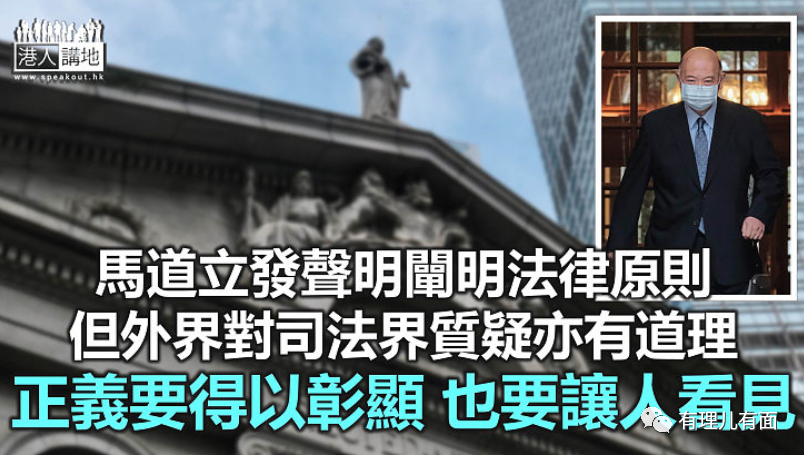 港人講地
www.speakout.hk
馬道立發聲明闡明法律原則
但外界對司法界質疑亦有道理
正義要得以彰顯 也要讓人看見
有理儿有面